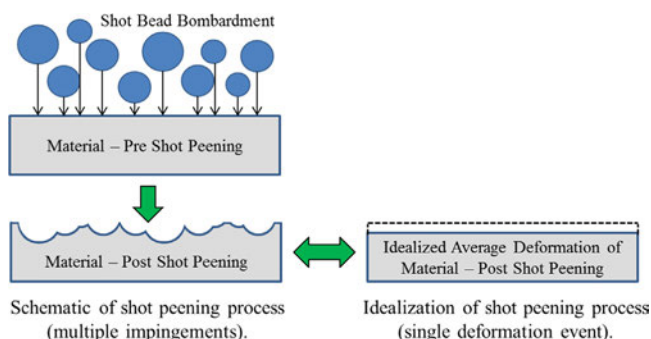 Shot Bead Bombardment
Material – Pre Shot Peening
Material – Post Shot Peening
Idealized Average Deformation of
Material – Post Shot Peening
Schematic of shot peening process
(multiple impingements).
Idealization of shot peening process
(single deformation event).